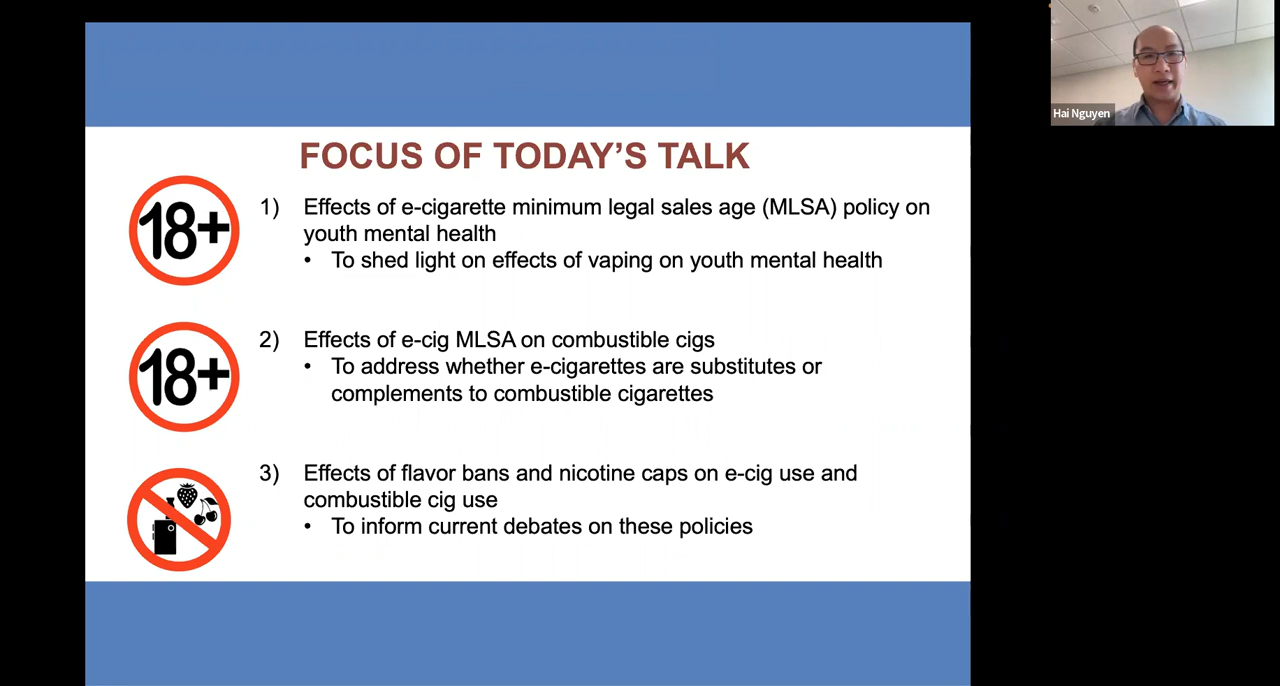 FOCUS OF TODAY'S TALK
18+
1) Effects of e-cigarette minimum legal sales age (MLSA) policy on
youth mental health
• To shed light on effects of vaping on youth mental health
18+
2) Effects of e-cig MLSA on combustible cigs
• To address whether e-cigarettes are substitutes or
complements to combustible cigarettes
3) Effects of flavor bans and nicotine caps on e-cig use and
combustible cig use
• To inform current debates on these policies
Hai Nguyen